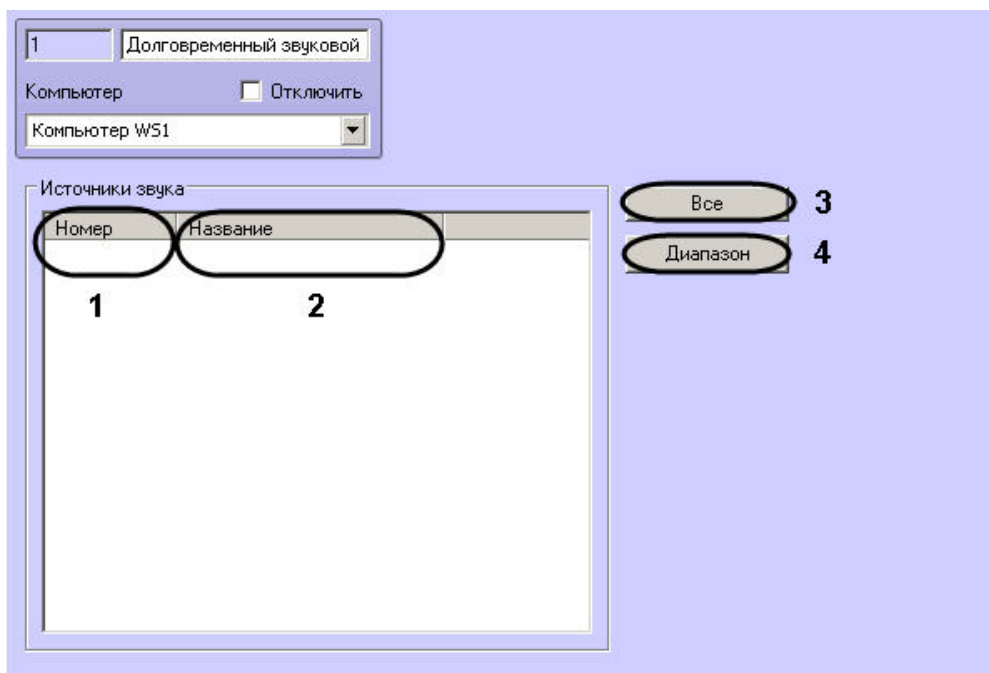 1 Долговременный звуковой
Компьютер Отключить
Компьютер WS1
Источники звука
Номер Название
Все 3
Диапазон 4
1 2